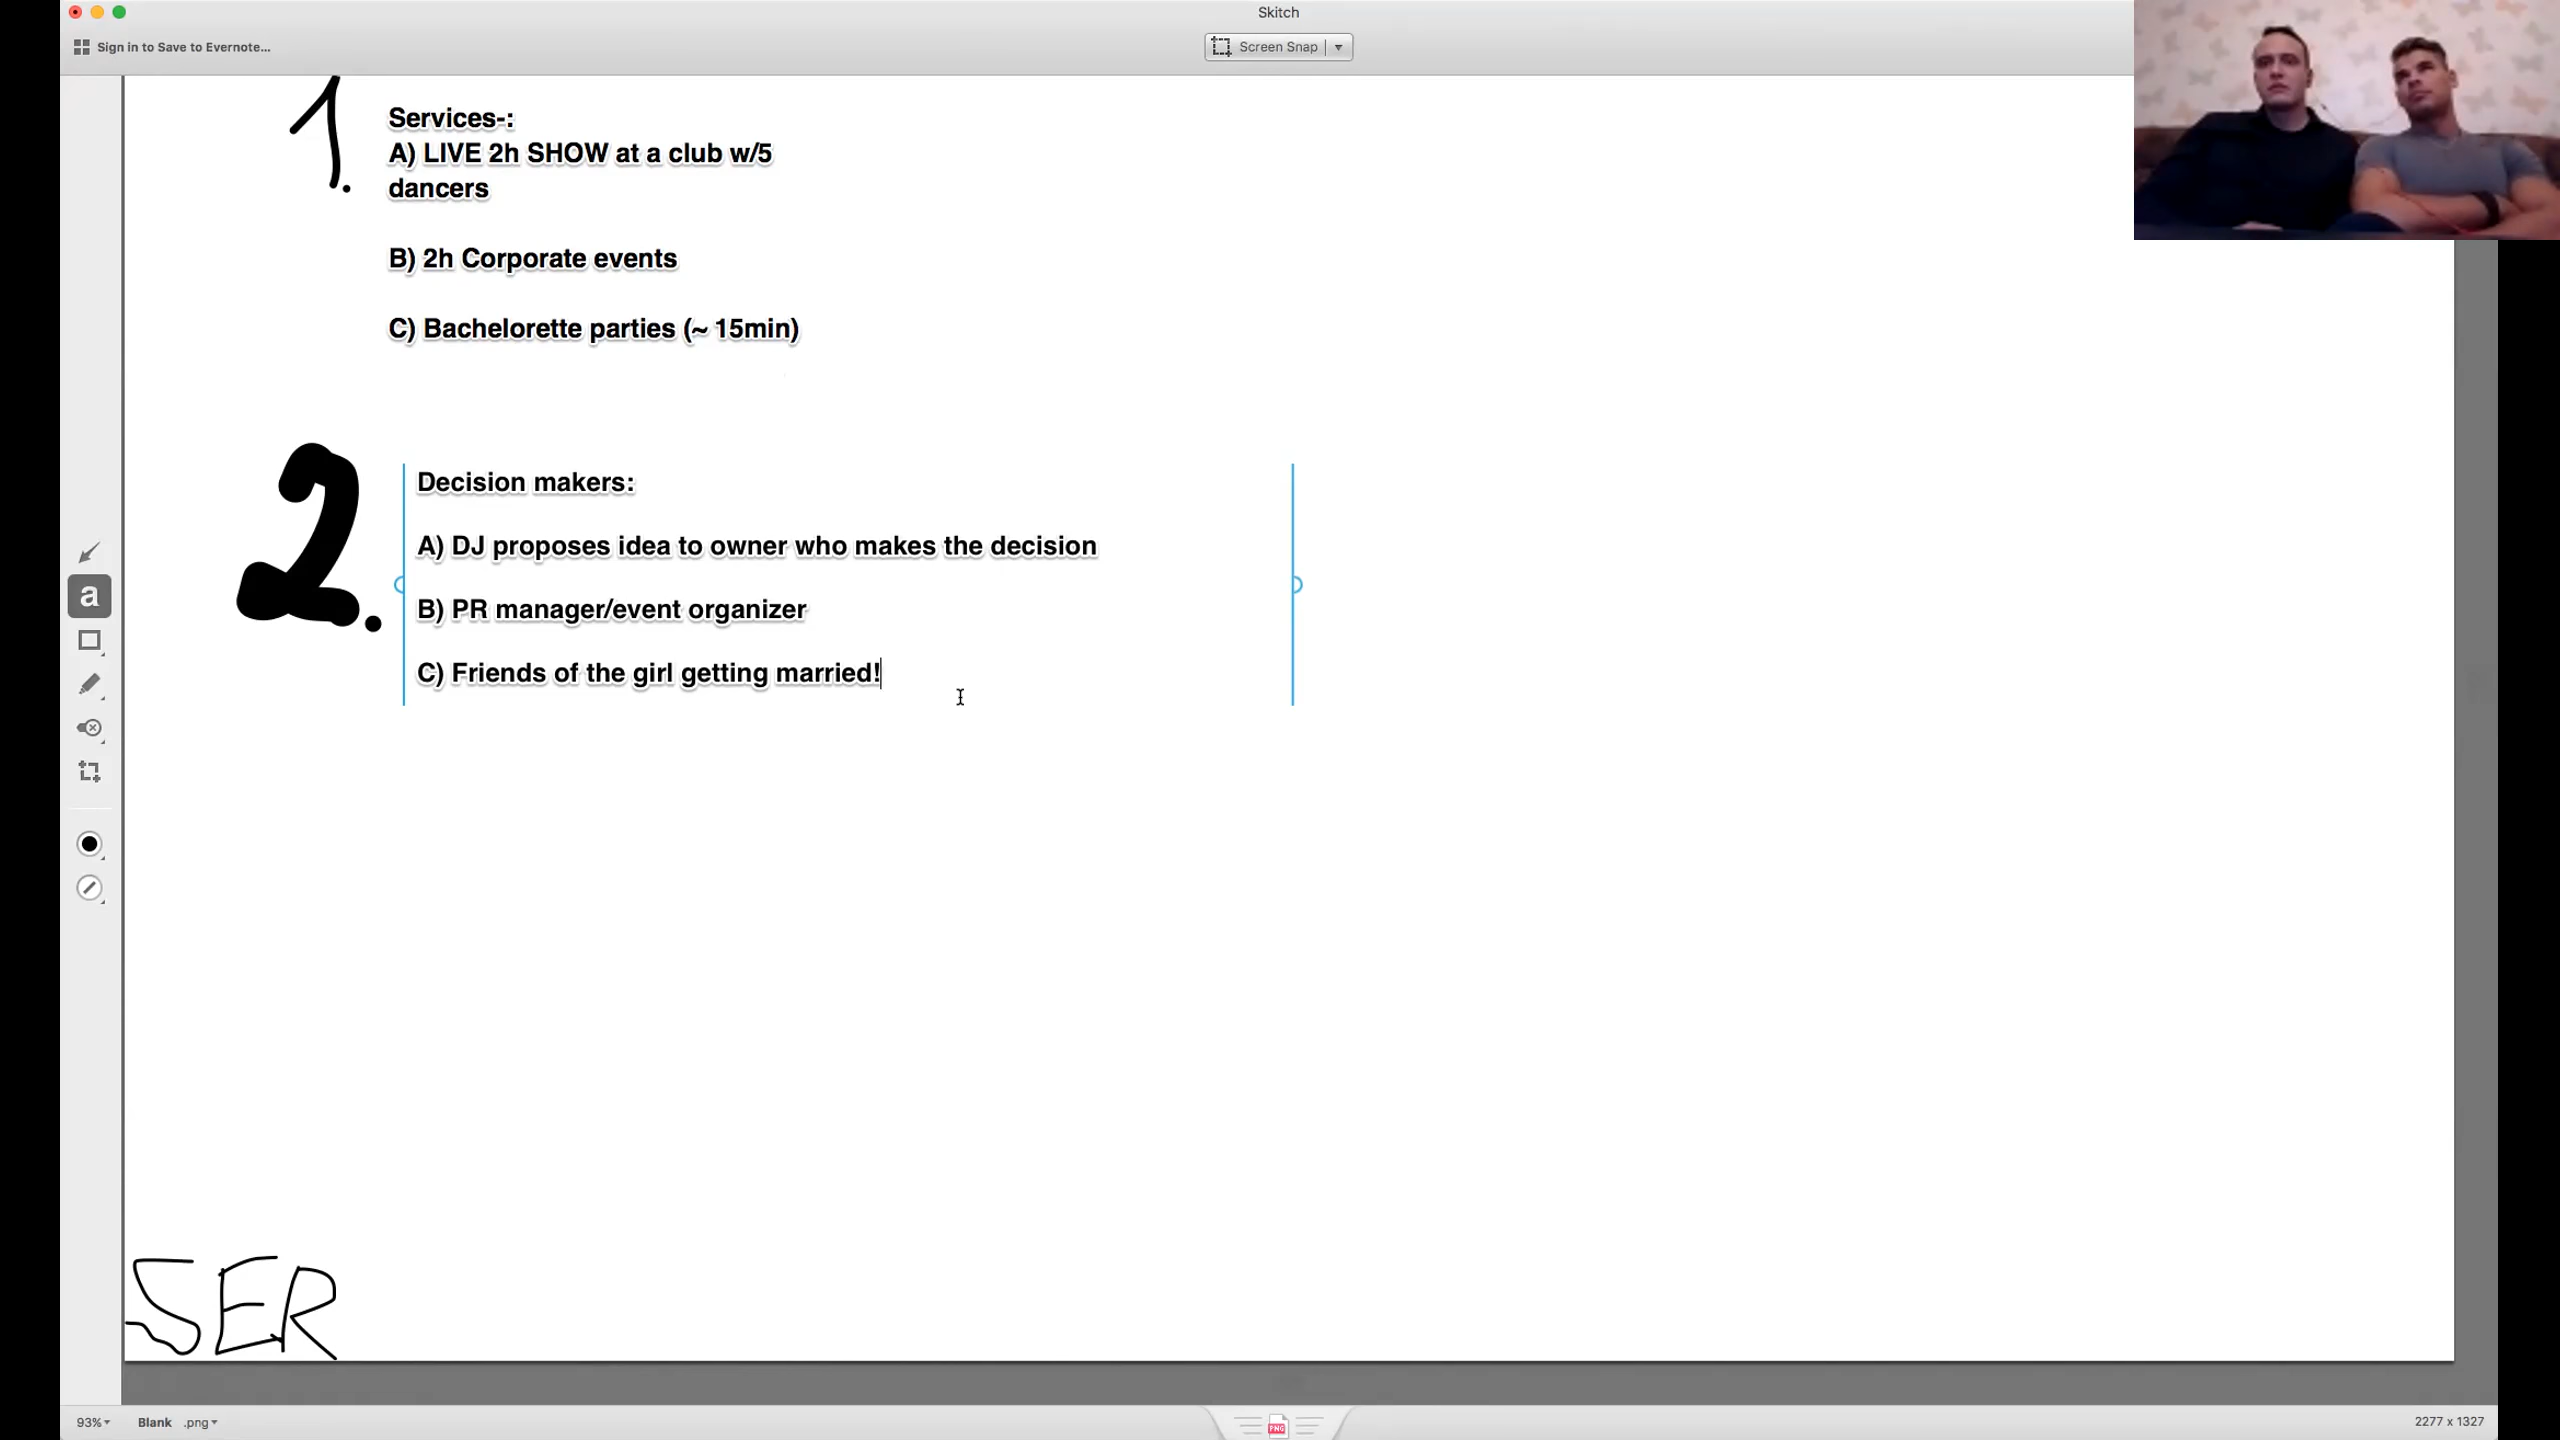 Skitch
Sign in to Save to Evernote...
Screen Snap
1.
Services-:
A) LIVE 2h SHOW at a club w/5
dancers
B) 2h Corporate events
C) Bachelorette parties (~ 15min)
2.
Decision makers:
A) DJ proposes idea to owner who makes the decision
B) PR manager/event organizer
C) Friends of the girl getting married!
a
SER
93%
Blank .png
PNG
2277 x 1327